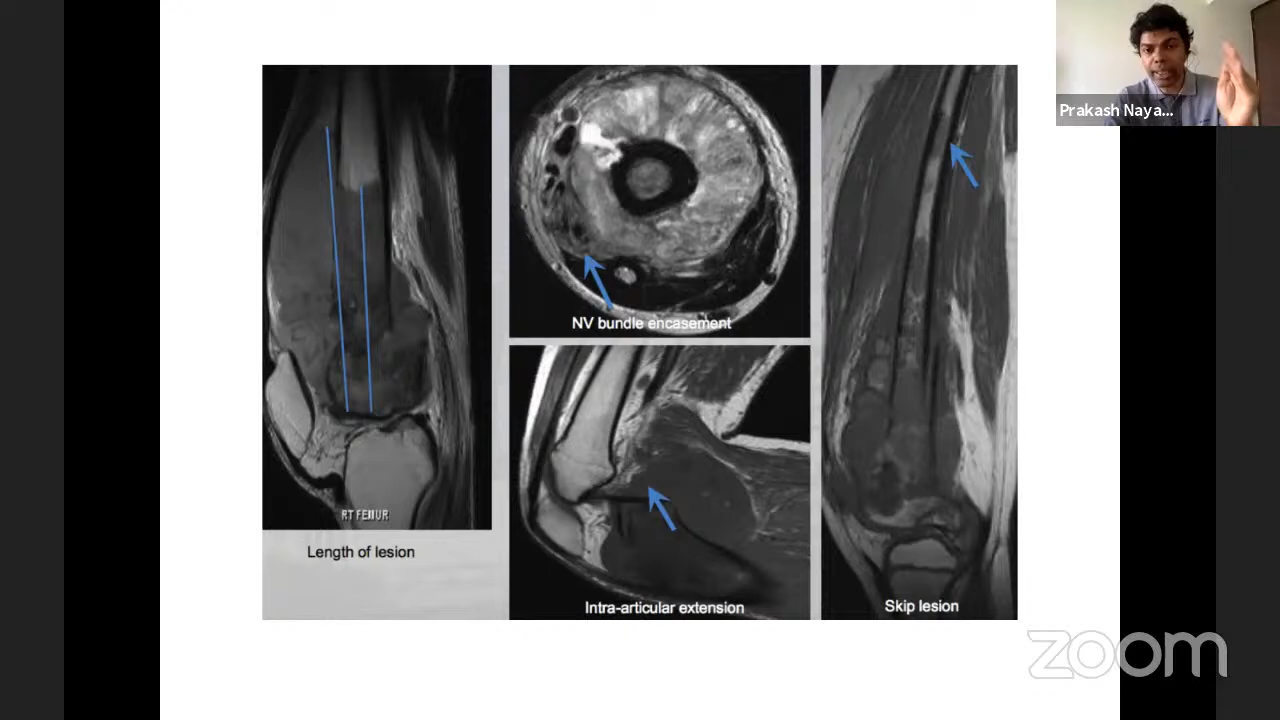 Prakash Naya...
NV bundle encasement
RT FEMUR
Length of lesion
Intra-articular extension
Skip lesion
zoom